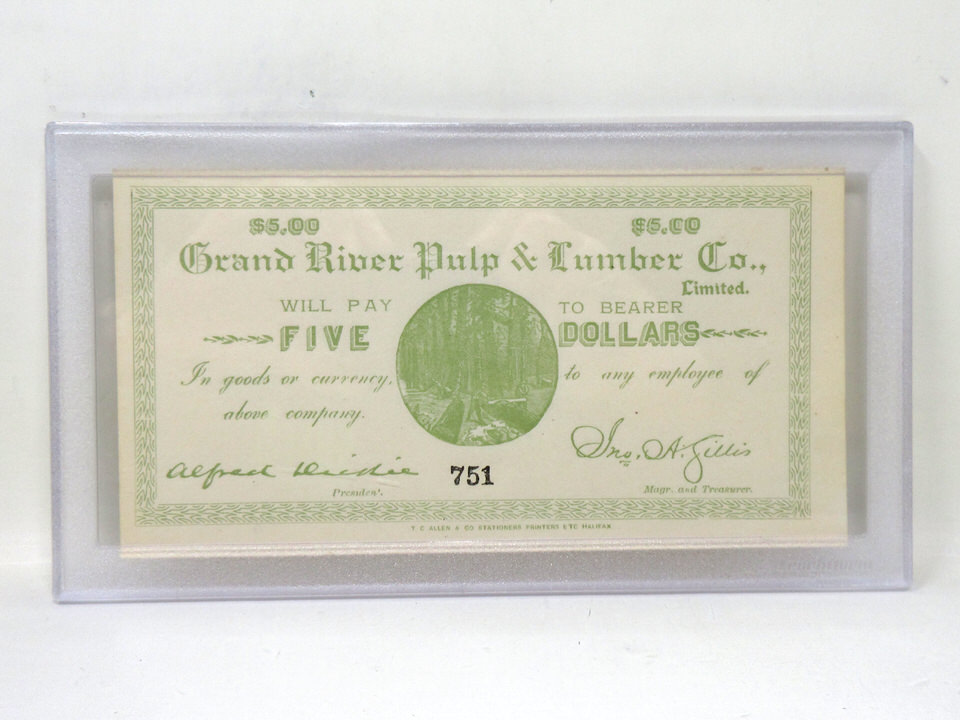 $5.00 $5.00
Grand River Pulp & Lumber Co.,
Limited.
WILL PAY TO BEARER
FIVE DOLLARS
In goods or currency, to any employee of
above company.
Alfred Dickie Jno. A. Gillis
751
President. Magr. and Treasurer.
T. C. ALLEN & CO STATIONERS PRINTERS ETC HALIFAX